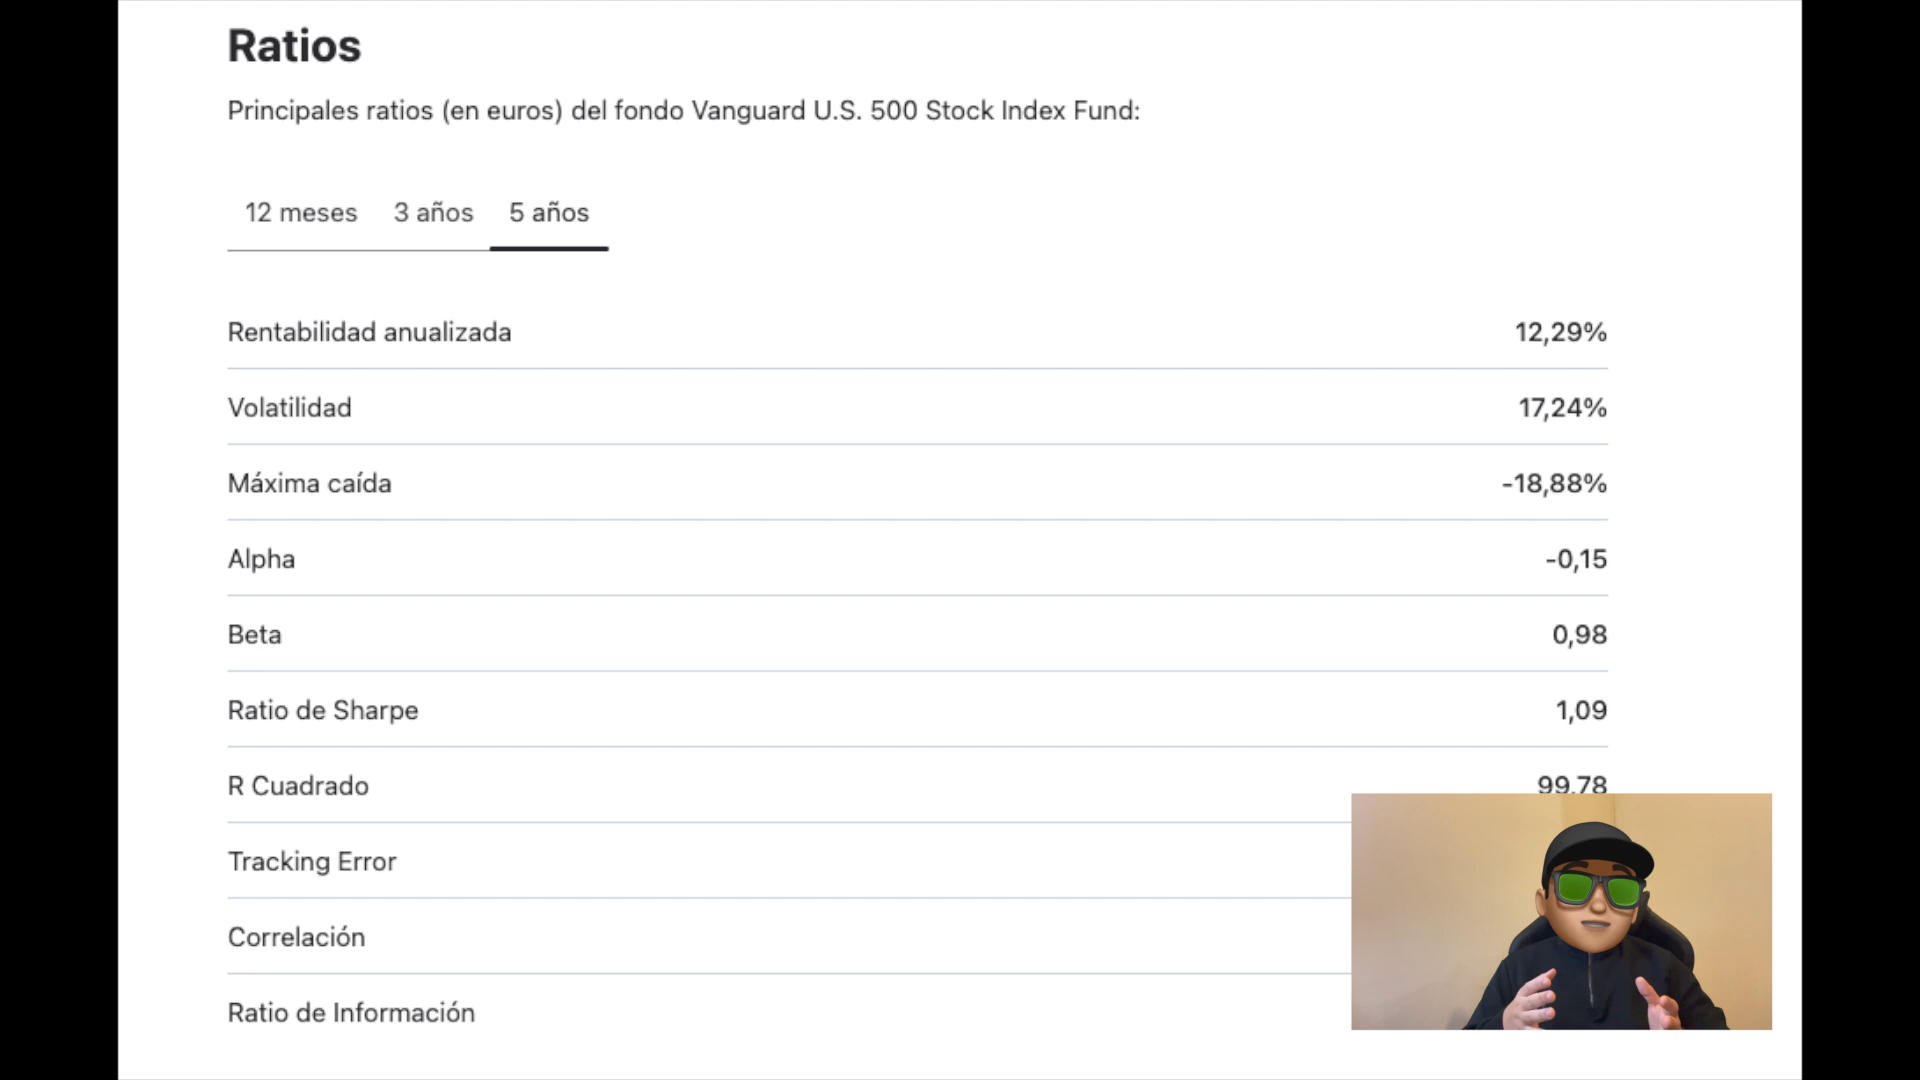 Ratios
Principales ratios (en euros) del fondo Vanguard U.S. 500 Stock Index Fund:
12 meses 3 años 5 años
Rentabilidad anualizada 12,29%
Volatilidad 17,24%
Máxima caída -18,88%
Alpha -0,15
Beta 0,98
Ratio de Sharpe 1,09
R Cuadrado 99,78
Tracking Error
Correlación
Ratio de Información